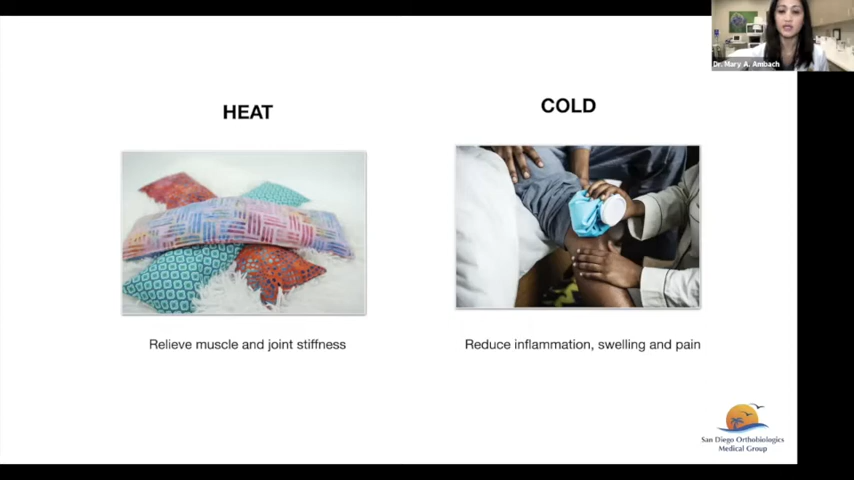 Dr. Mary A. Ambach
HEAT
COLD
Relieve muscle and joint stiffness
Reduce inflammation, swelling and pain
San Diego Orthobiologics
Medical Group